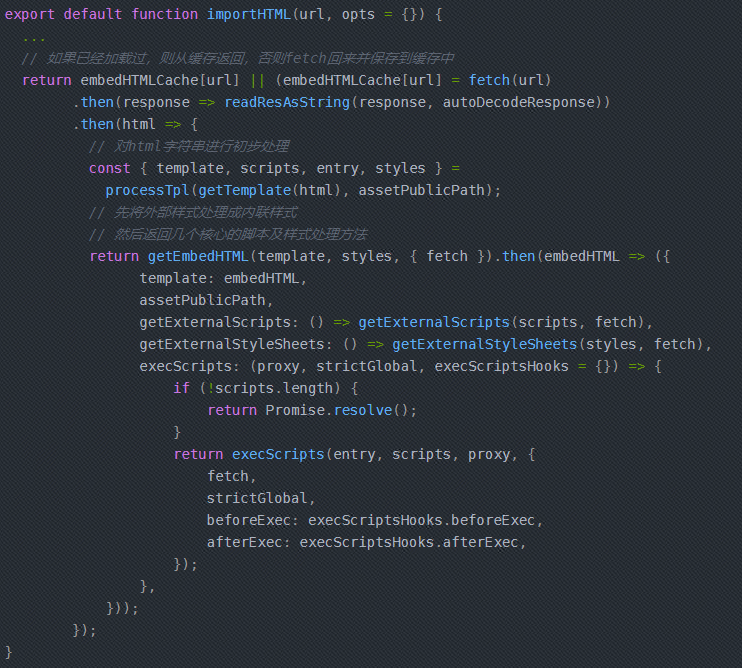 export default function importHTML(url, opts = {}) {
  ...
  // 如果已经加载过，则从缓存返回，否则fetch回来并保存到缓存中
  return embedHTMLCache[url] || (embedHTMLCache[url] = fetch(url)
        .then(response => readResAsString(response, autoDecodeResponse))
        .then(html => {
          // 对html字符串进行初步处理
          const { template, scripts, entry, styles } =
            processTpl(getTemplate(html), assetPublicPath);
          // 先将外部样式处理成内联样式
          // 然后返回几个核心的脚本及样式处理方法
          return getEmbedHTML(template, styles, { fetch }).then(embedHTML => ({
                template: embedHTML,
                assetPublicPath,
                getExternalScripts: () => getExternalScripts(scripts, fetch),
                getExternalStyleSheets: () => getExternalStyleSheets(styles, fetch),
                execScripts: (proxy, strictGlobal, execScriptsHooks = {}) => {
                    if (!scripts.length) {
                        return Promise.resolve();
                    }
                    return execScripts(entry, scripts, proxy, {
                        fetch,
                        strictGlobal,
                        beforeExec: execScriptsHooks.beforeExec,
                        afterExec: execScriptsHooks.afterExec,
                    });
                },
            }));
        });
}